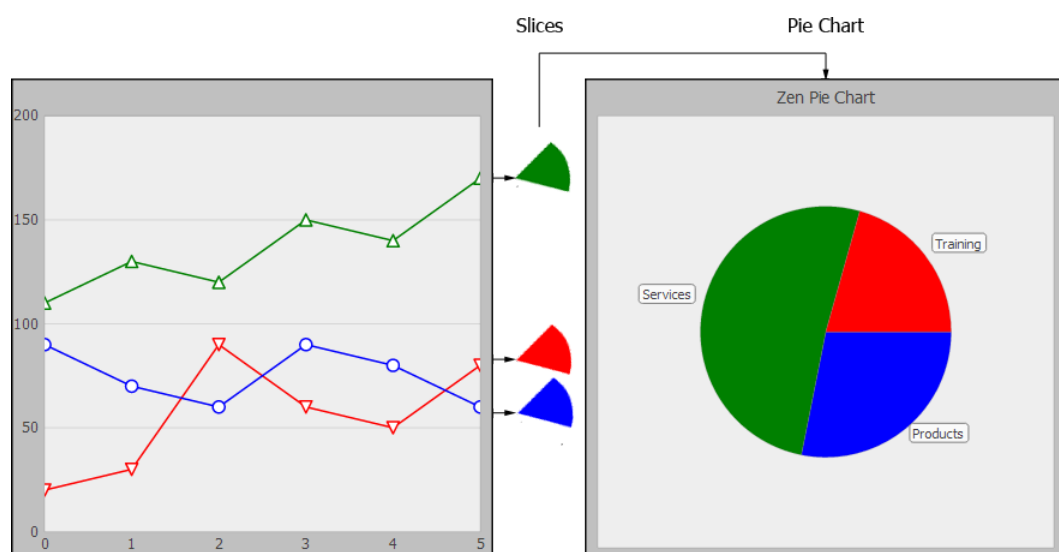 Slices
Pie Chart
200
150
100
50
0
0 1 2 3 4 5
Zen Pie Chart
Training
Services
Products